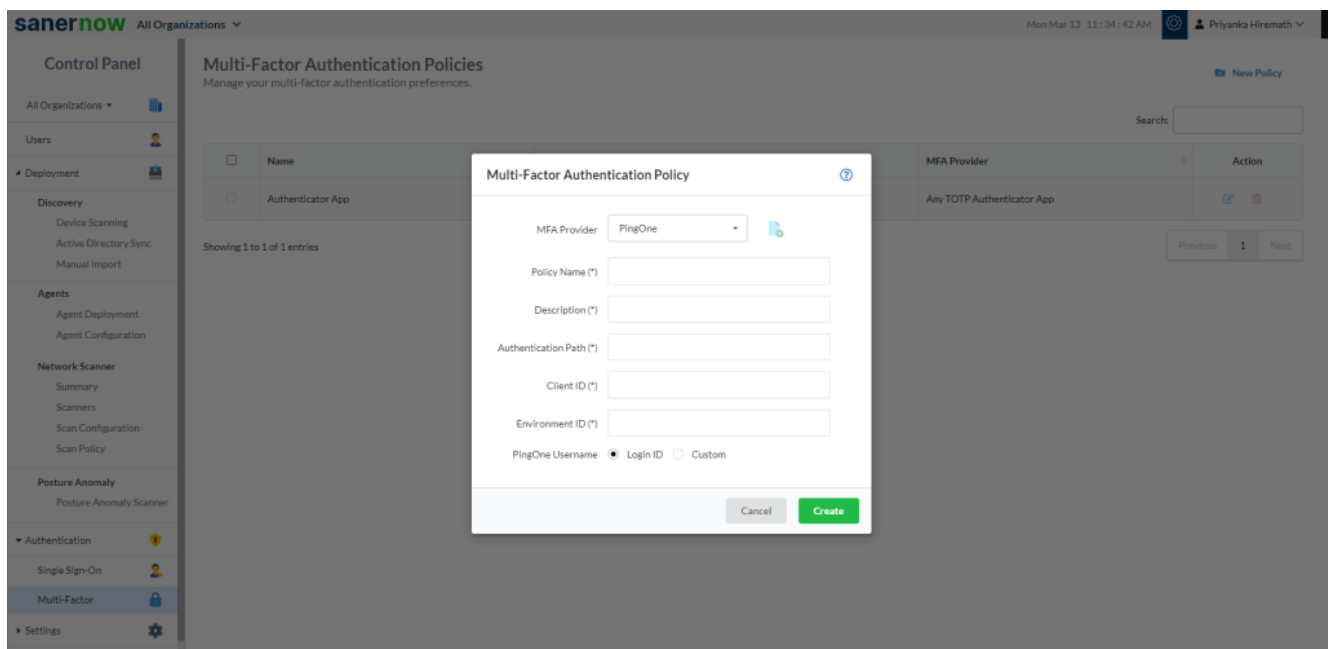 sanernow All Organizations
Mon Mar 13 11:34:42 AM Priyanka Hiremath
Control Panel
All Organizations
Users
Deployment
Discovery
Device Scanning
Active Directory Sync
Manual Import
Agents
Agent Deployment
Agent Configuration
Network Scanner
Summary
Scanners
Scan Configuration
Scan Policy
Posture Anomaly
Posture Anomaly Scanner
Authentication
Single Sign-On
Multi-Factor
Settings
Multi-Factor Authentication Policies
Manage your multi-factor authentication preferences.
New Policy
Search:
Name MFA Provider Action
Authenticator App Any TOTP Authenticator App
Showing 1 to 1 of 1 entries
Previous 1 Next
Multi-Factor Authentication Policy ?
MFA Provider PingOne
Policy Name (*)
Description (*)
Authentication Path (*)
Client ID (*)
Environment ID (*)
PingOne Username Login ID Custom
Cancel Create